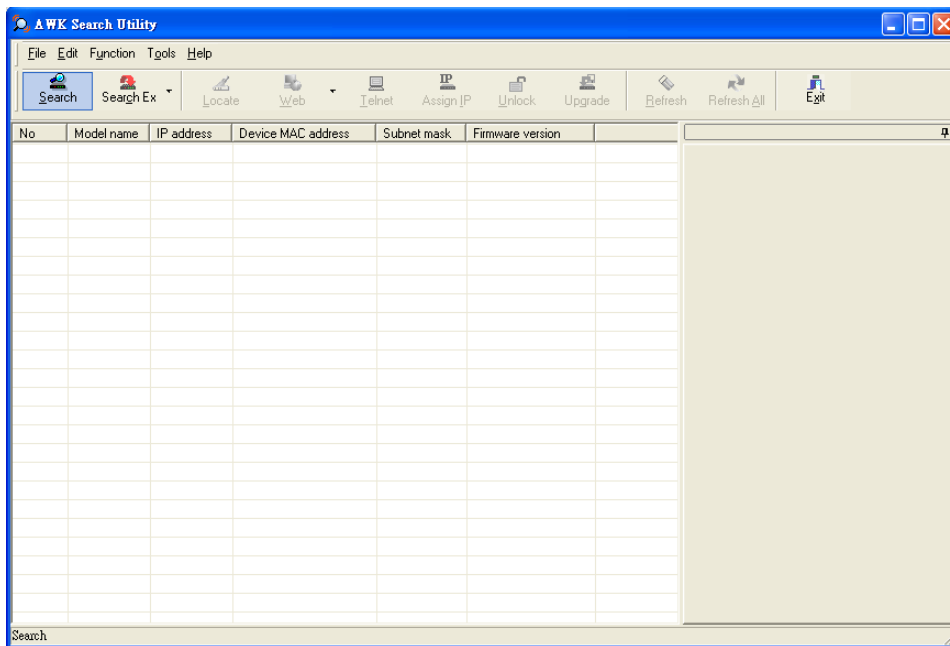 AWK Search Utility
File Edit Function Tools Help
Search Search Ex Locate Web Telnet Assign IP Unlock Upgrade Refresh Refresh All Exit
No Model name IP address Device MAC address Subnet mask Firmware version
Search